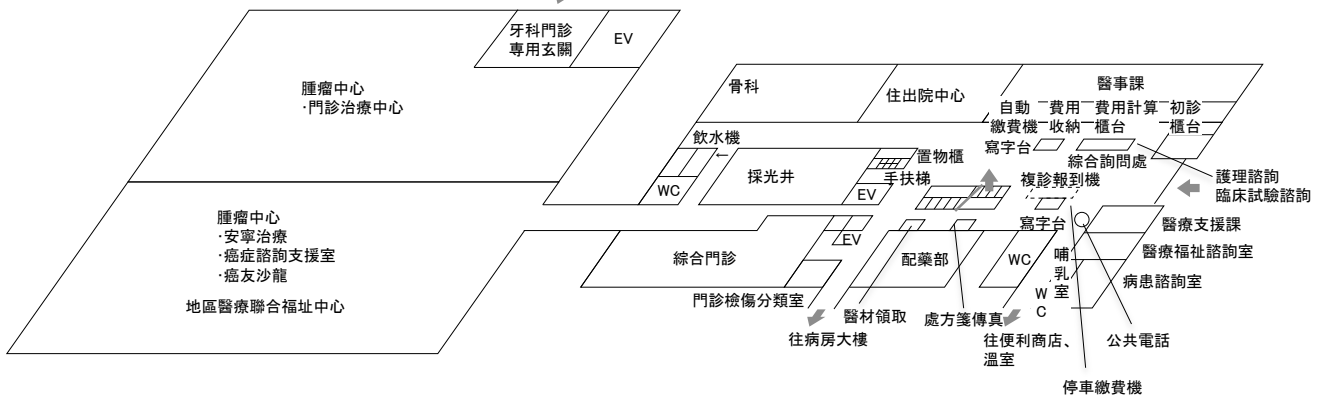 牙科門診
專用玄關
EV
腫瘤中心
·門診治療中心
骨科
住出院中心
醫事課
自動
繳費機
費用
收納
費用計算
櫃台
初診
櫃台
飲水機
←
WC
採光井
置物櫃
手扶梯
EV
寫字台
綜合詢問處
複診報到機
護理諮詢
臨床試驗諮詢
腫瘤中心
·安寧治療
·癌症諮詢支援室
·癌友沙龍
地區醫療聯合福祉中心
綜合門診
EV
門診檢傷分類室
配藥部
寫字台
WC
哺乳室
WC
醫療支援課
醫療福祉諮詢室
病患諮詢室
往病房大樓
醫材領取
處方箋傳真
往便利商店、
溫室
公共電話
停車繳費機